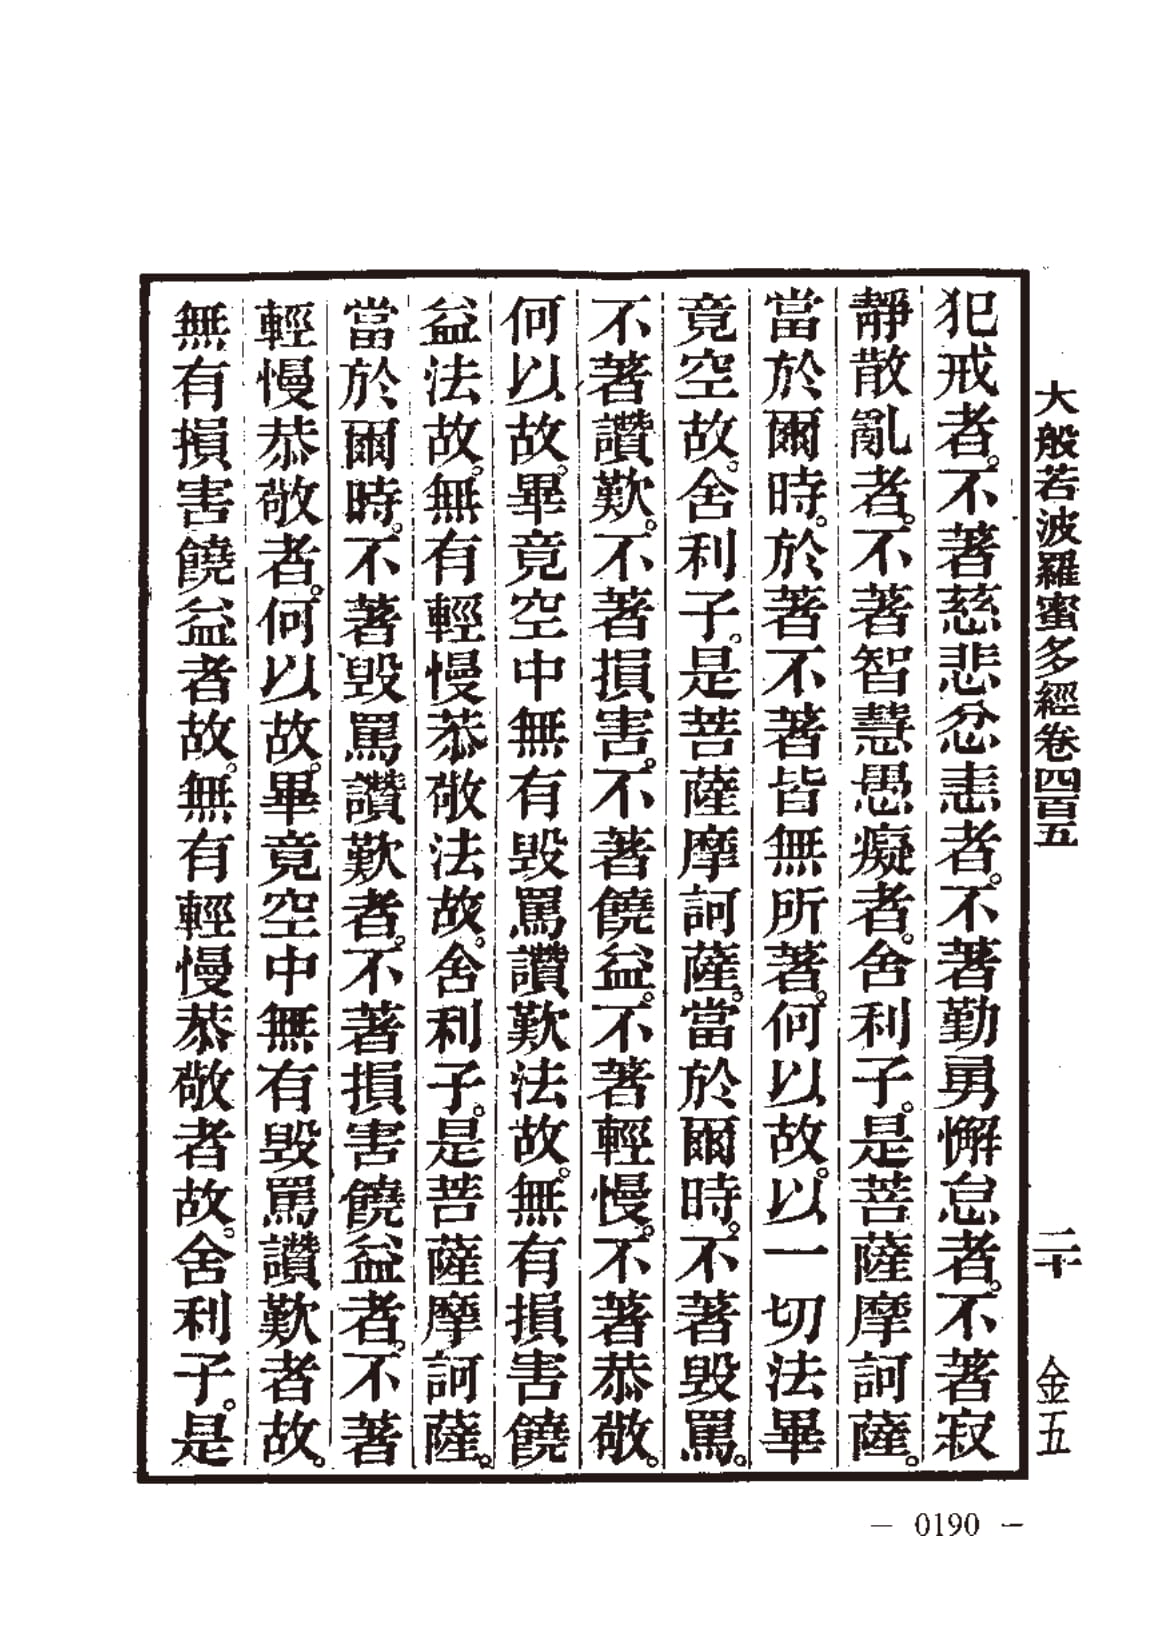 大般若波羅蜜多經卷四百五 二十 金五
犯戒者。不著慈悲忿恚者。不著勤勇懈怠者。不著寂
靜散亂者。不著智慧愚癡者。舍利子。是菩薩摩訶薩。
當於爾時。於著不著皆無所著。何以故。以一切法畢
竟空故。舍利子。是菩薩摩訶薩。當於爾時。不著毀罵。
不著讚歎。不著損害。不著饒益。不著輕慢。不著恭敬。
何以故。畢竟空中無有毀罵讚歎法故。無有損害饒
益法故。無有輕慢恭敬法故。舍利子。是菩薩摩訶薩。
當於爾時。不著毀罵讚歎者。不著損害饒益者。不著
輕慢恭敬者。何以故。畢竟空中無有毀罵讚歎者故。
無有損害饒益者故。無有輕慢恭敬者故。舍利子。是
— 0190 —